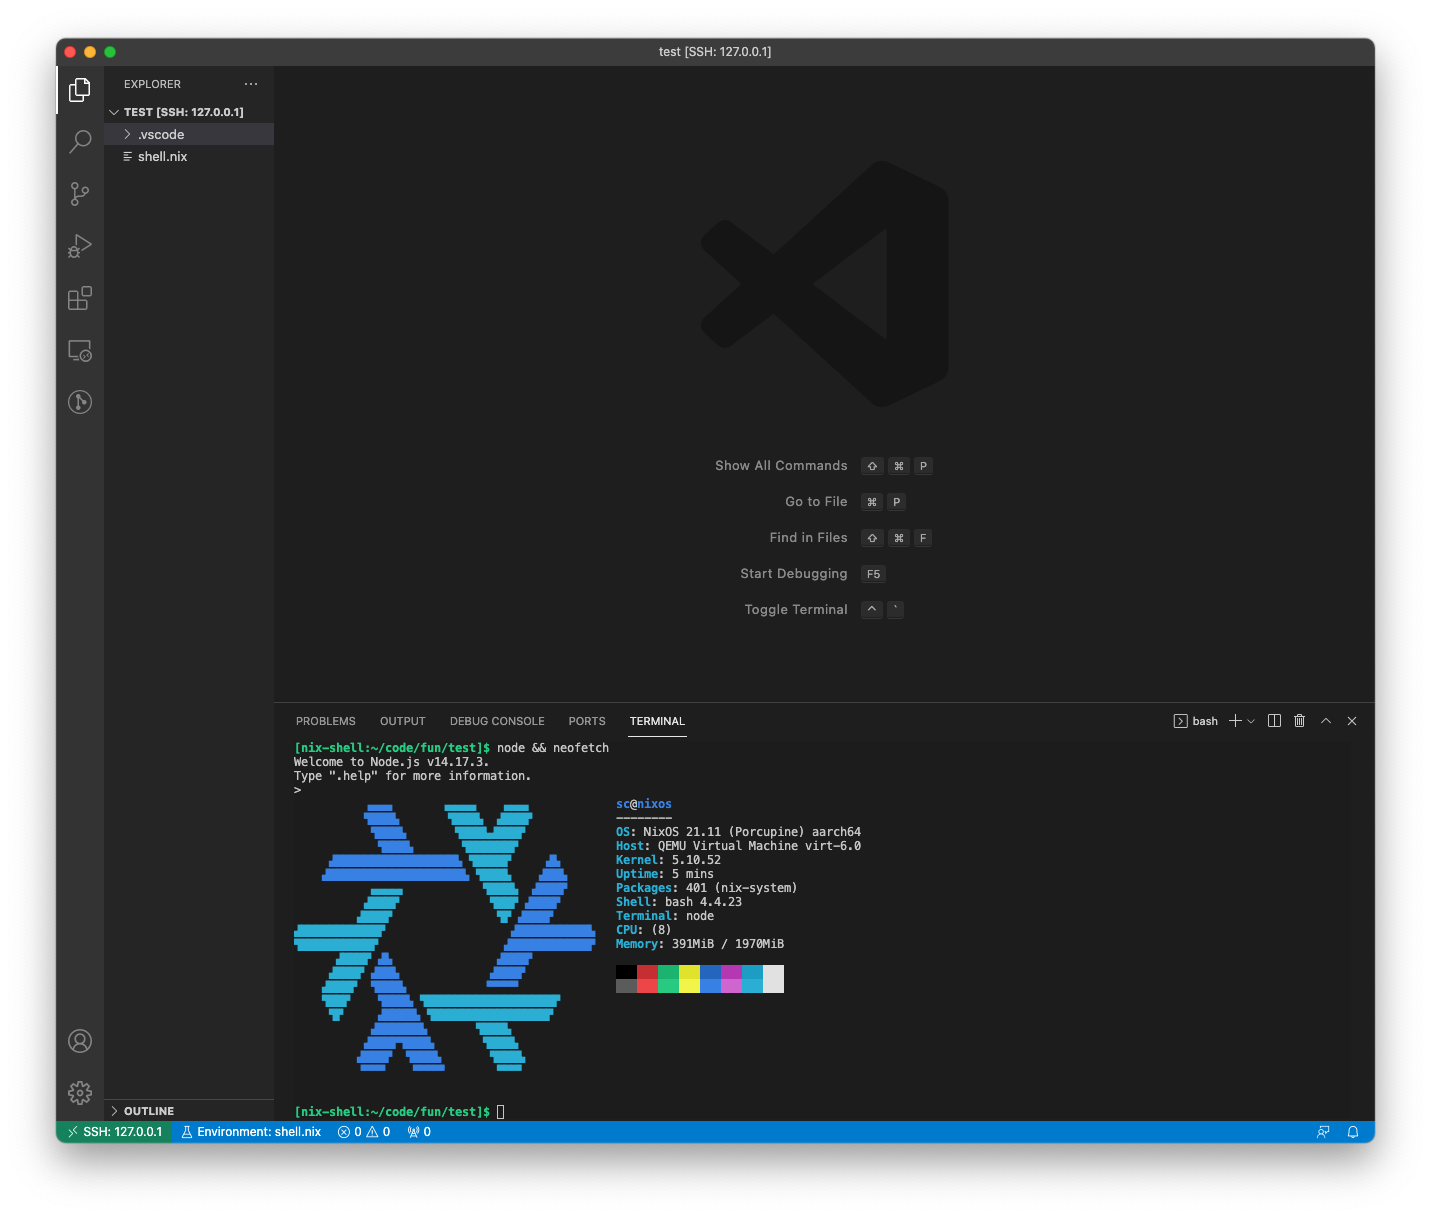 test [SSH: 127.0.0.1]
EXPLORER
TEST [SSH: 127.0.0.1]
.vscode
shell.nix
Show All Commands ⇧ ⌘ P
Go to File ⌘ P
Find in Files ⇧ ⌘ F
Start Debugging F5
Toggle Terminal ^ `
PROBLEMS OUTPUT DEBUG CONSOLE PORTS TERMINAL bash
[nix-shell:~/code/fun/test]$ node && neofetch
Welcome to Node.js v14.17.3.
Type ".help" for more information.
>
sc@nixos
--------
OS: NixOS 21.11 (Porcupine) aarch64
Host: QEMU Virtual Machine virt-6.0
Kernel: 5.10.52
Uptime: 5 mins
Packages: 401 (nix-system)
Shell: bash 4.4.23
Terminal: node
CPU: (8)
Memory: 391MiB / 1970MiB
[nix-shell:~/code/fun/test]$
OUTLINE
SSH: 127.0.0.1 Environment: shell.nix 0 0 0